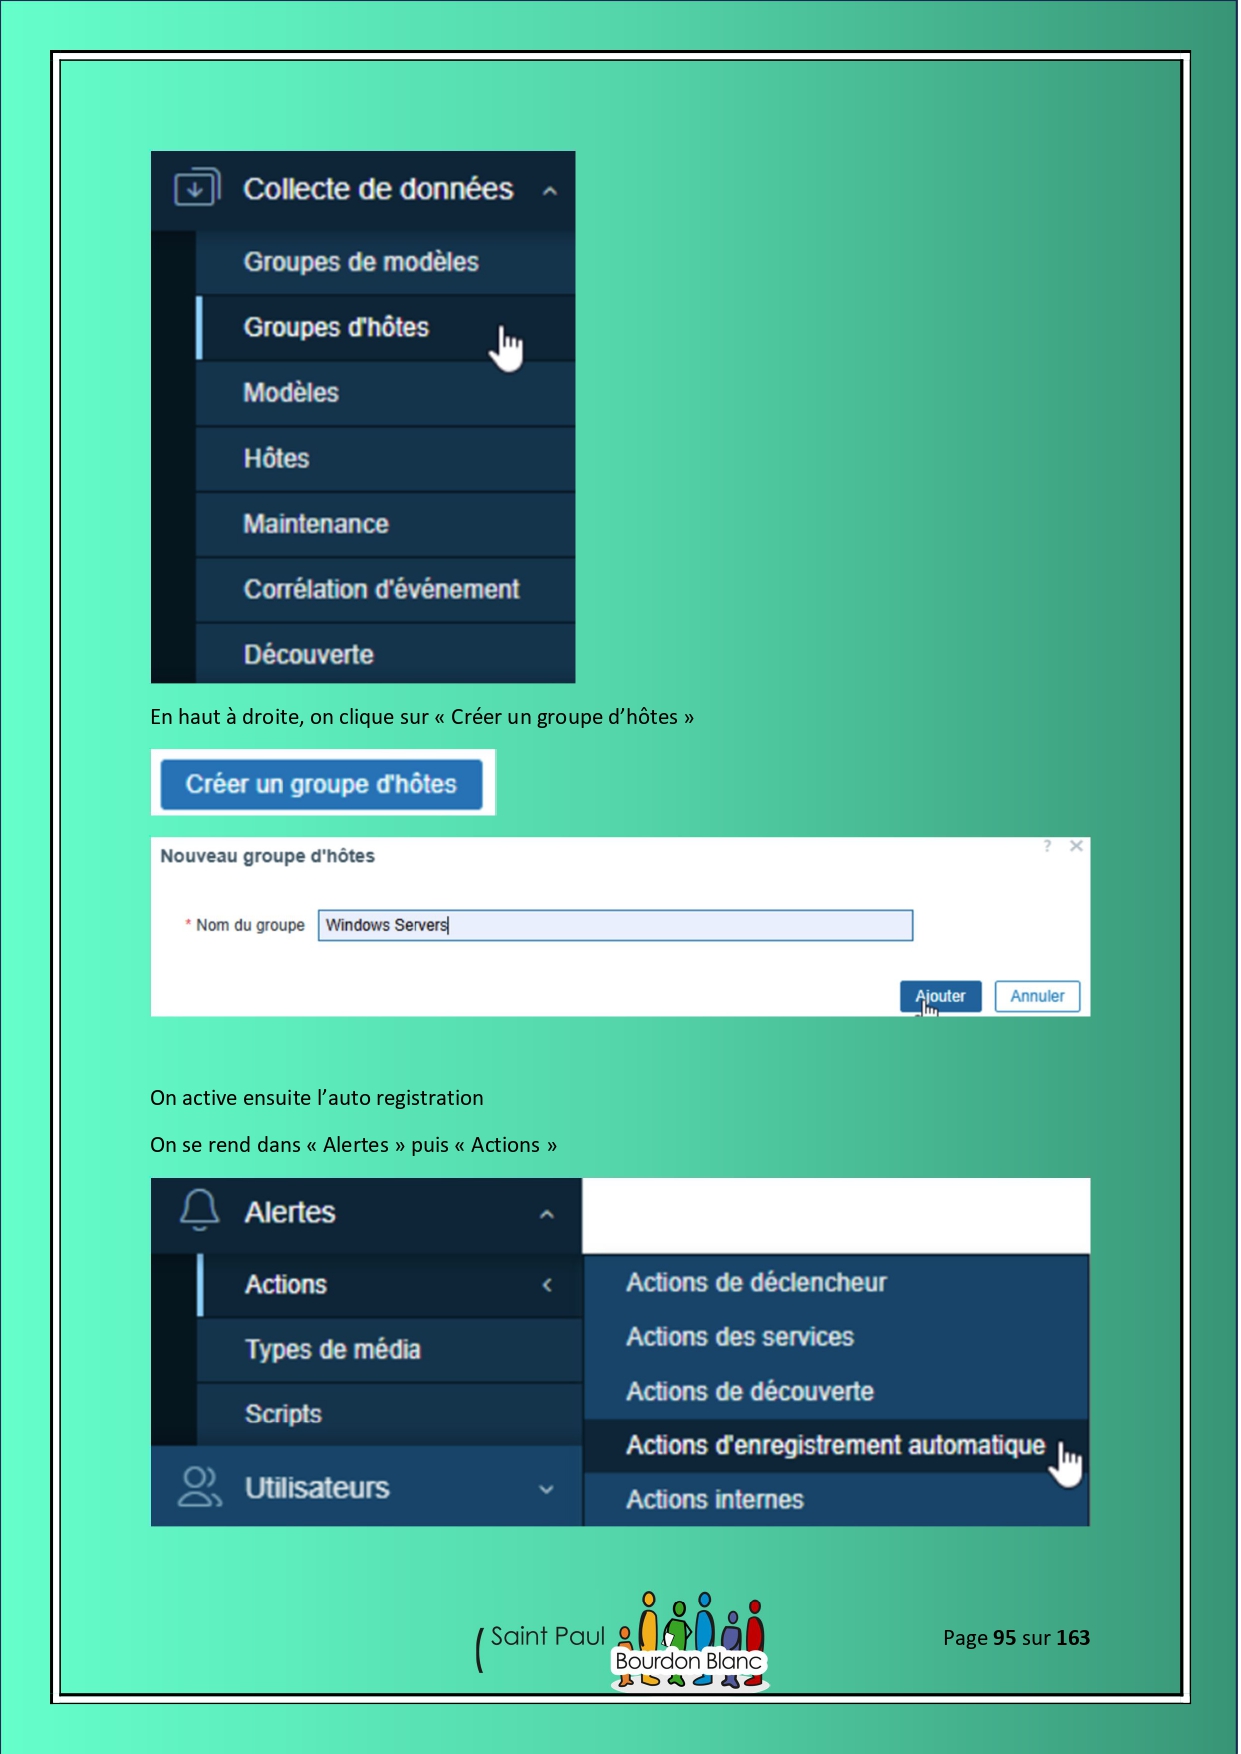 Collecte de données
Groupes de modèles
Groupes d'hôtes
Modèles
Hôtes
Maintenance
Corrélation d'événement
Découverte
En haut à droite, on clique sur « Créer un groupe d’hôtes »
Créer un groupe d'hôtes
Nouveau groupe d'hôtes
? ×
* Nom du groupe Windows Servers
Ajouter Annuler
On active ensuite l’auto registration
On se rend dans « Alertes » puis « Actions »
Alertes
Actions
Types de média
Scripts
Utilisateurs
Actions de déclencheur
Actions des services
Actions de découverte
Actions d'enregistrement automatique
Actions internes
Saint Paul
Bourdon Blanc
Page 95 sur 163